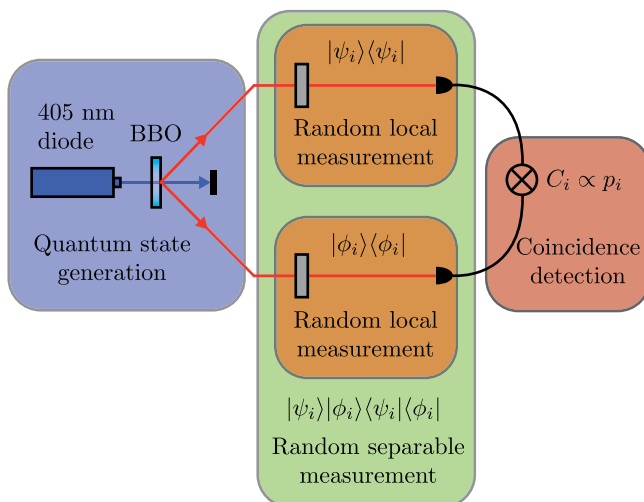 405 nm
diode
BBO
Quantum state
generation
|ψ_i⟩⟨ψ_i|
Random local
measurement
|ϕ_i⟩⟨ϕ_i|
Random local
measurement
|ψ_i⟩|ϕ_i⟩⟨ψ_i|⟨ϕ_i|
Random separable
measurement
C_i ∝ p_i
Coincidence
detection